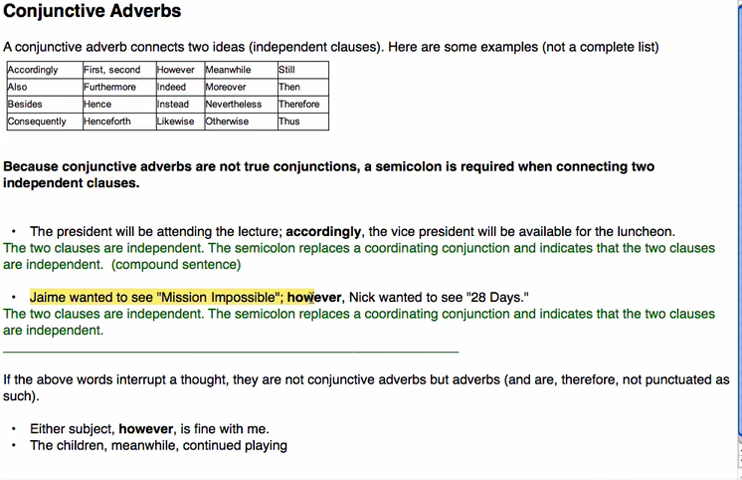 Conjunctive Adverbs
A conjunctive adverb connects two ideas (independent clauses). Here are some examples (not a complete list)
Accordingly First, second However Meanwhile Still
Also Furthermore Indeed Moreover Then
Besides Hence Instead Nevertheless Therefore
Consequently Henceforth Likewise Otherwise Thus
Because conjunctive adverbs are not true conjunctions, a semicolon is required when connecting two
independent clauses.
• The president will be attending the lecture; accordingly, the vice president will be available for the luncheon.
The two clauses are independent. The semicolon replaces a coordinating conjunction and indicates that the two clauses
are independent. (compound sentence)
• Jaime wanted to see "Mission Impossible"; however, Nick wanted to see "28 Days."
The two clauses are independent. The semicolon replaces a coordinating conjunction and indicates that the two clauses
are independent.
If the above words interrupt a thought, they are not conjunctive adverbs but adverbs (and are, therefore, not punctuated as
such).
• Either subject, however, is fine with me.
• The children, meanwhile, continued playing